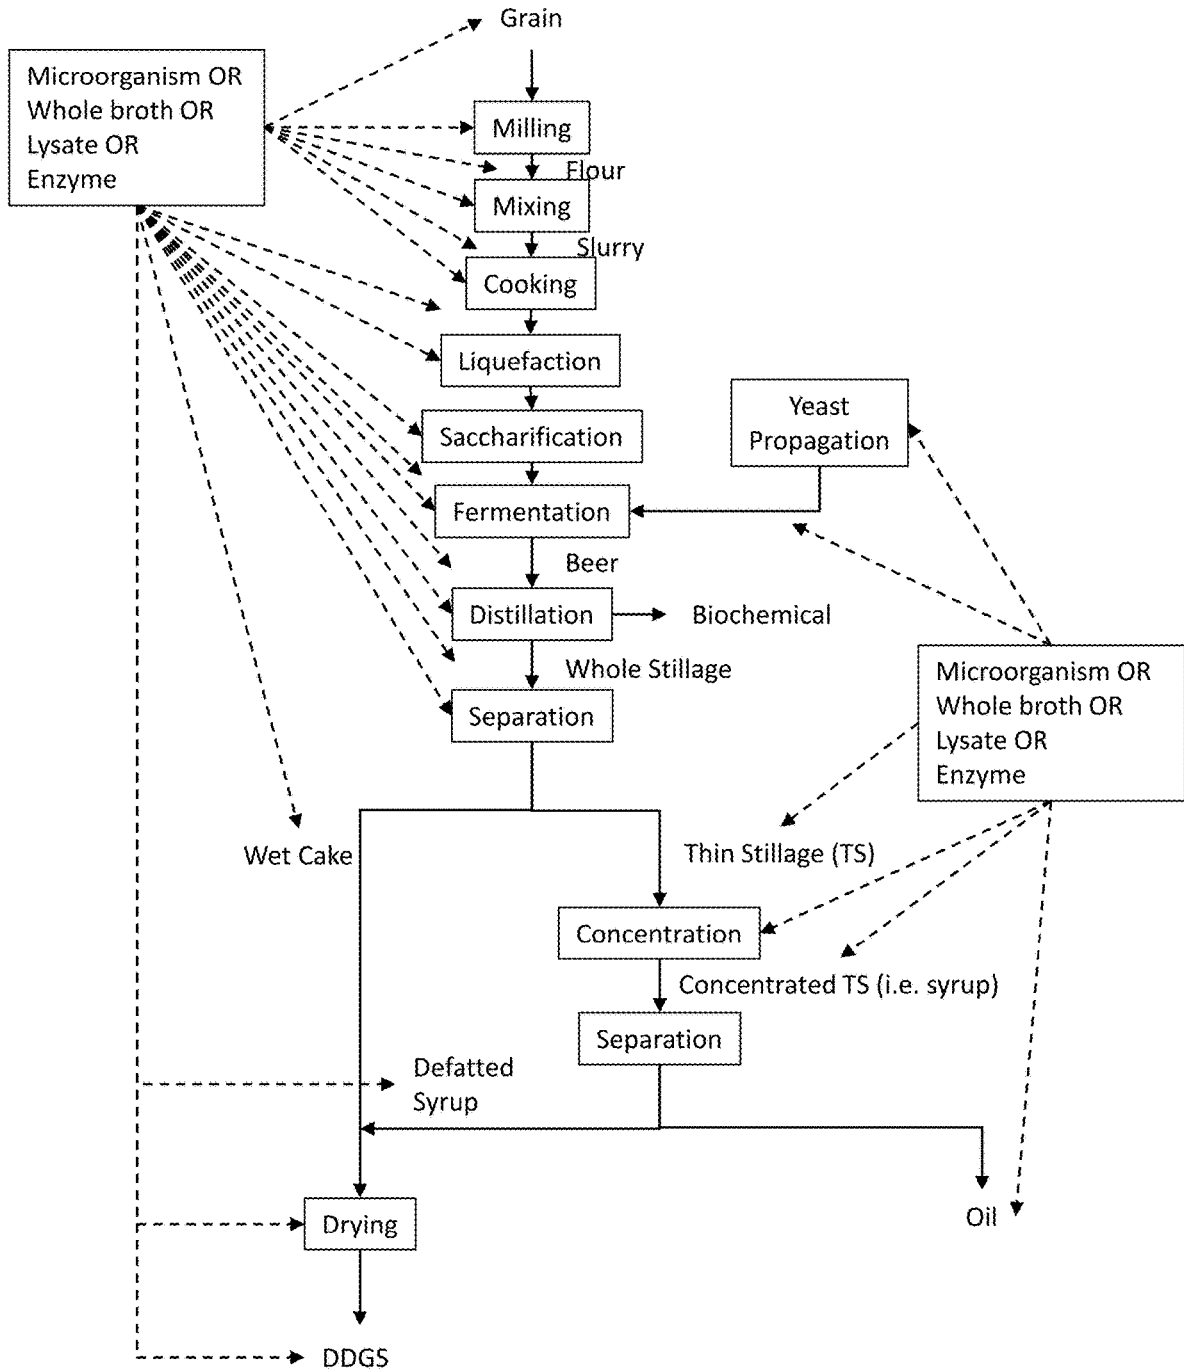 Grain
Microorganism OR
Whole broth OR
Lysate OR
Enzyme
Milling
Flour
Mixing
Slurry
Cooking
Liquefaction
Saccharification
Yeast
Propagation
Fermentation
Beer
Distillation
Biochemical
Whole Stillage
Separation
Microorganism OR
Whole broth OR
Lysate OR
Enzyme
Wet Cake
Thin Stillage (TS)
Concentration
Concentrated TS (i.e. syrup)
Separation
Defatted
Syrup
Drying
Oil
DDGS